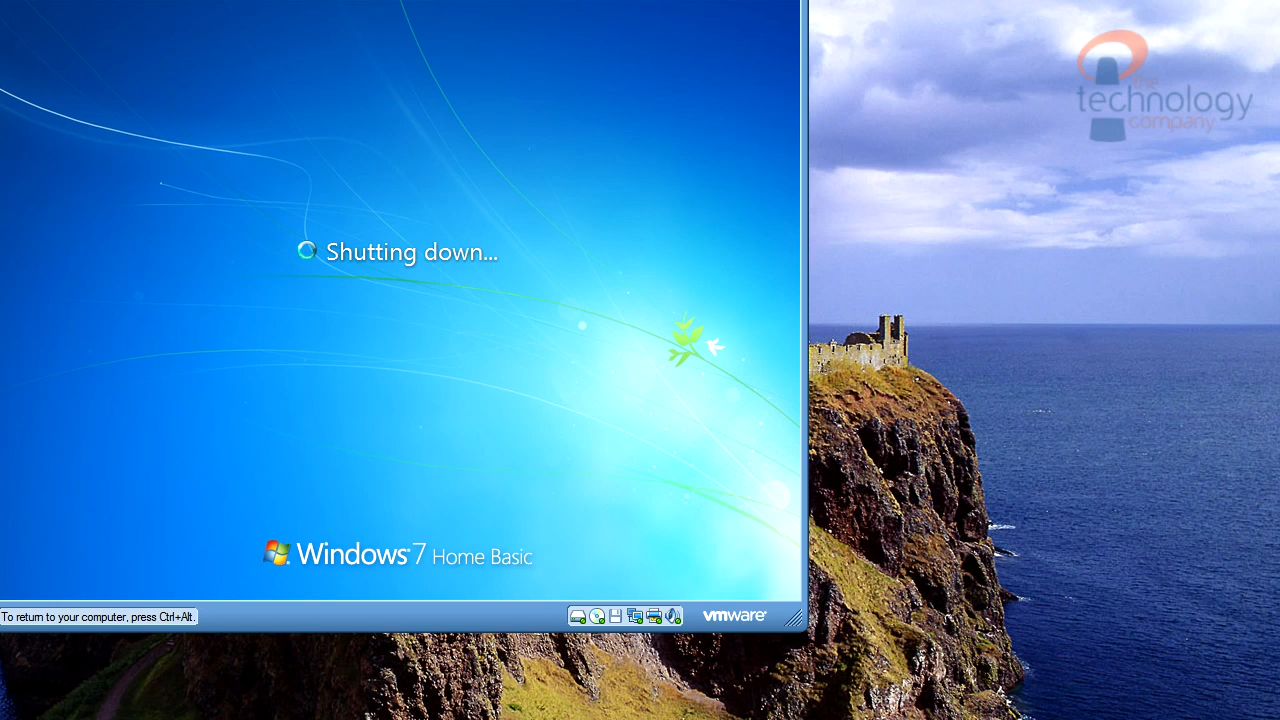 the
technology
company
Shutting down...
Windows 7 Home Basic
To return to your computer, press Ctrl+Alt.
vmware